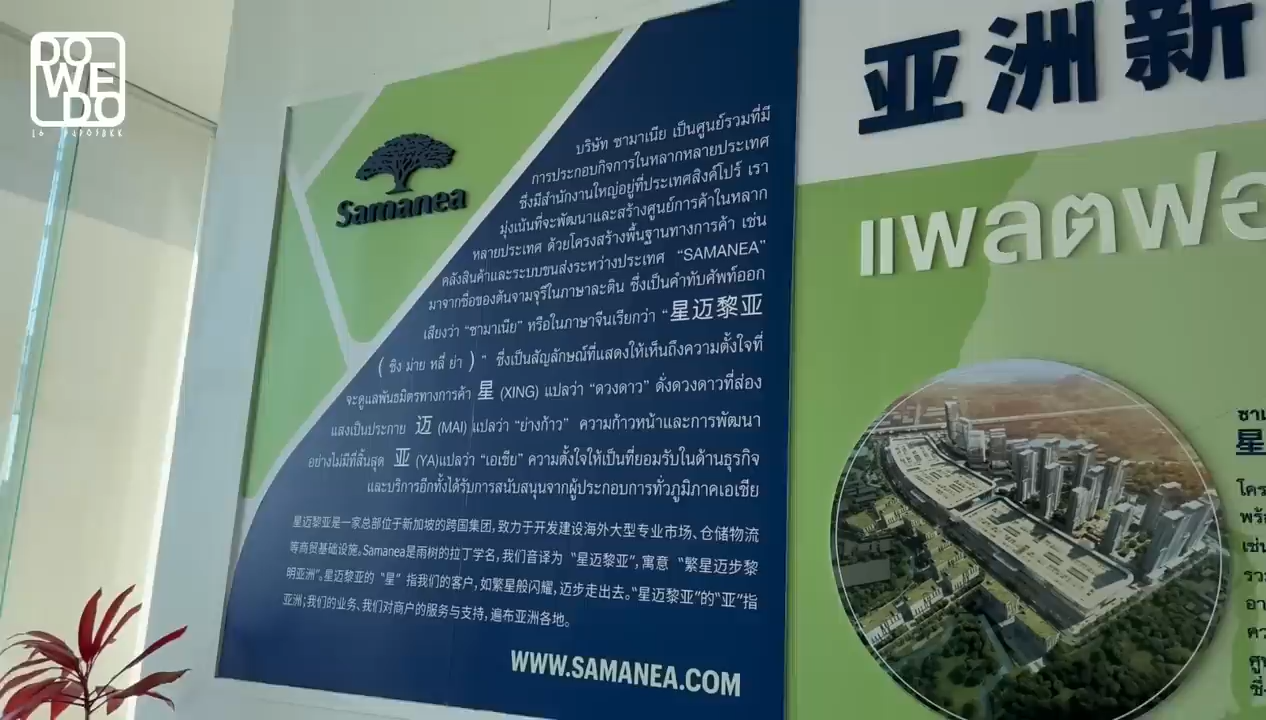 DO
WE
DO
Samanea
บริษัท ซามาเนีย เป็นศูนย์รวมที่มี
การประกอบกิจการในหลากหลายประเทศ
ซึ่งมีสำนักงานใหญ่อยู่ที่ประเทศสิงค์โปร์ เรา
มุ่งเน้นที่จะพัฒนาและสร้างศูนย์การค้าในหลาก
หลายประเทศ ด้วยโครงสร้างพื้นฐานทางการค้า เช่น
คลังสินค้าและระบบขนส่งระหว่างประเทศ "SAMANEA"
มาจากชื่อของต้นจามจุรีในภาษาละติน ซึ่งเป็นคำทับศัพท์ออก
เสียงว่า "ซามาเนีย" หรือในภาษาจีนเรียกว่า "星迈黎亚
( ชิง ม่าย หลี ย่า ) " ซึ่งเป็นสัญลักษณ์ที่แสดงให้เห็นถึงความตั้งใจที่
จะดูแลพันธมิตรทางการค้า 星 (XING) แปลว่า "ดวงดาว" ดั่งดวงดาวที่ส่อง
แสงเป็นประกาย 迈 (MAI) แปลว่า "ย่างก้าว" ความก้าวหน้าและการพัฒนา
อย่างไม่มีที่สิ้นสุด 亚 (YA)แปลว่า "เอเชีย" ความตั้งใจให้เป็นที่ยอมรับในด้านธุรกิจ
และบริการอีกทั้งได้รับการสนับสนุนจากผู้ประกอบการทั่วภูมิภาคเอเชีย
星迈黎亚是一家总部位于新加坡的跨国集团,致力于开发建设海外大型专业市场、仓储物流
等商贸基础设施。Samanea是雨树的拉丁学名,我们音译为"星迈黎亚",寓意"繁星迈步黎
明亚洲"。星迈黎亚的"星"指我们的客户,如繁星般闪耀,迈步走出去。"星迈黎亚"的"亚"指
亚洲;我们的业务、我们对商户的服务与支持,遍布亚洲各地。
WWW.SAMANEA.COM
亚洲新
แพลตฟอ
ซาม
星
โคร
พร้อ
เช่น
รวม
อา
คว
ศูน
ซึ่ง